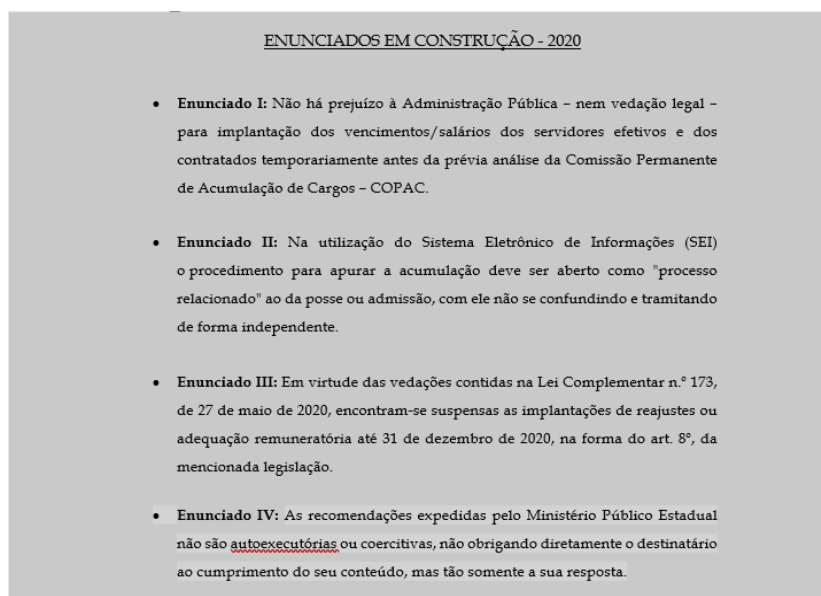 ENUNCIADOS EM CONSTRUÇÃO - 2020
• Enunciado I: Não há prejuízo à Administração Pública – nem vedação legal –
para implantação dos vencimentos/salários dos servidores efetivos e dos
contratados temporariamente antes da prévia análise da Comissão Permanente
de Acumulação de Cargos – COPAC.
• Enunciado II: Na utilização do Sistema Eletrônico de Informações (SEI)
o procedimento para apurar a acumulação deve ser aberto como "processo
relacionado" ao da posse ou admissão, com ele não se confundindo e tramitando
de forma independente.
• Enunciado III: Em virtude das vedações contidas na Lei Complementar n.º 173,
de 27 de maio de 2020, encontram-se suspensas as implantações de reajustes ou
adequação remuneratória até 31 de dezembro de 2020, na forma do art. 8º, da
mencionada legislação.
• Enunciado IV: As recomendações expedidas pelo Ministério Público Estadual
não são autoexecutórias ou coercitivas, não obrigando diretamente o destinatário
ao cumprimento do seu conteúdo, mas tão somente a sua resposta.